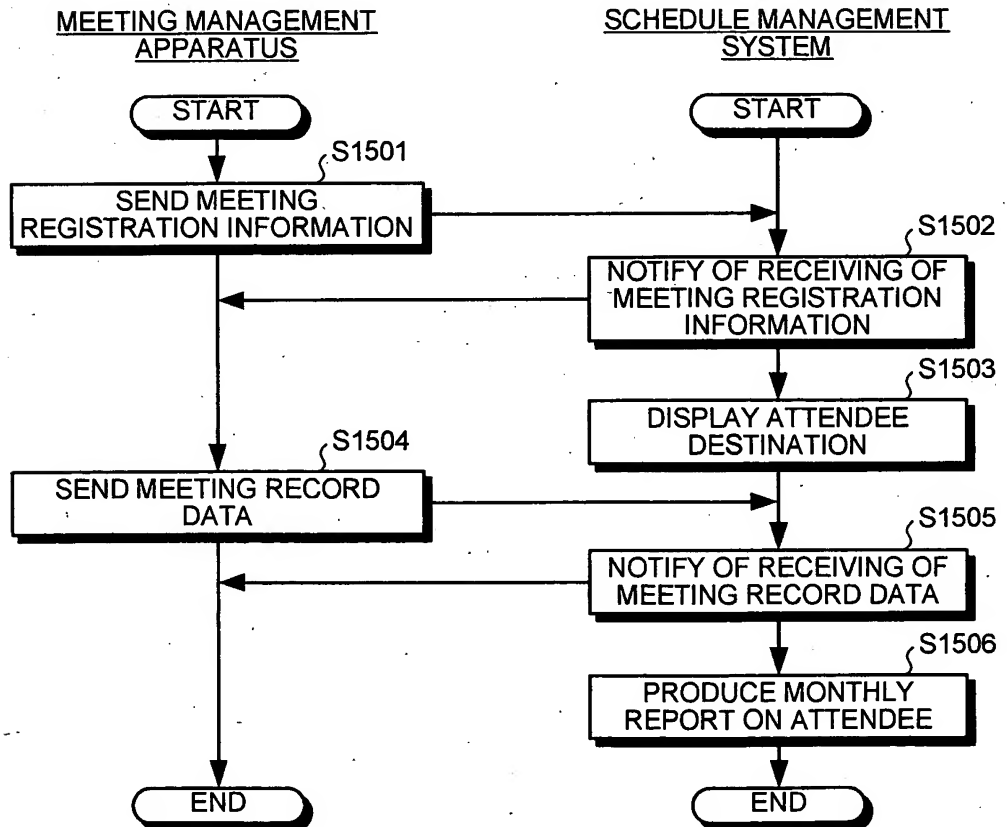 MEETING MANAGEMENT
APPARATUS
SCHEDULE MANAGEMENT
SYSTEM
START
START
S1501
SEND MEETING
REGISTRATION INFORMATION
S1502
NOTIFY OF RECEIVING OF
MEETING REGISTRATION
INFORMATION
S1503
DISPLAY ATTENDEE
DESTINATION
S1504
SEND MEETING RECORD
DATA
S1505
NOTIFY OF RECEIVING OF
MEETING RECORD DATA
S1506
PRODUCE MONTHLY
REPORT ON ATTENDEE
END
END